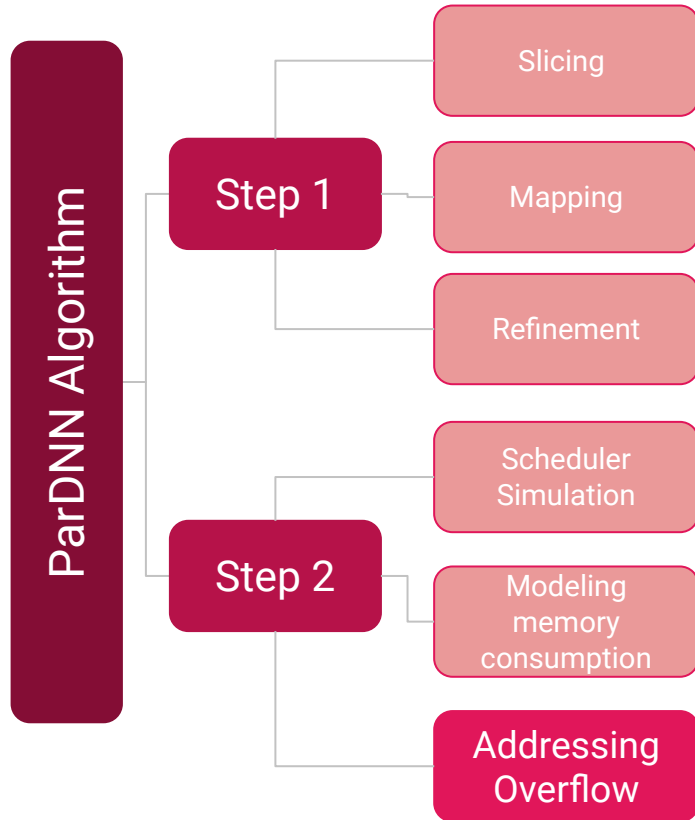 ParDNN Algorithm
Step 1
Slicing
Mapping
Refinement
Step 2
Scheduler
Simulation
Modeling
memory
consumption
Addressing
Overflow